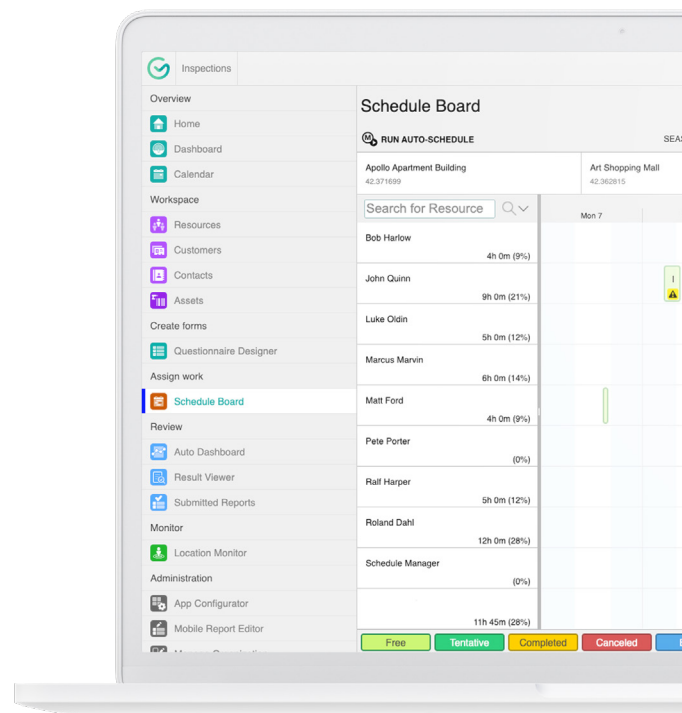 Inspections
Overview
Home
Dashboard
Calendar
Workspace
Resources
Customers
Contacts
Assets
Create forms
Questionnaire Designer
Assign work
Schedule Board
Review
Auto Dashboard
Result Viewer
Submitted Reports
Monitor
Location Monitor
Administration
App Configurator
Mobile Report Editor
Schedule Board
RUN AUTO-SCHEDULE
Apollo Apartment Building
42.371699
Art Shopping Mall
42.362815
Search for Resource
Mon 7
Bob Harlow
4h 0m (9%)
John Quinn
9h 0m (21%)
Luke Oldin
5h 0m (12%)
Marcus Marvin
6h 0m (14%)
Matt Ford
4h 0m (9%)
Pete Porter
(0%)
Ralf Harper
5h 0m (12%)
Roland Dahl
12h 0m (28%)
Schedule Manager
(0%)
11h 45m (28%)
Free Tentative Completed Canceled